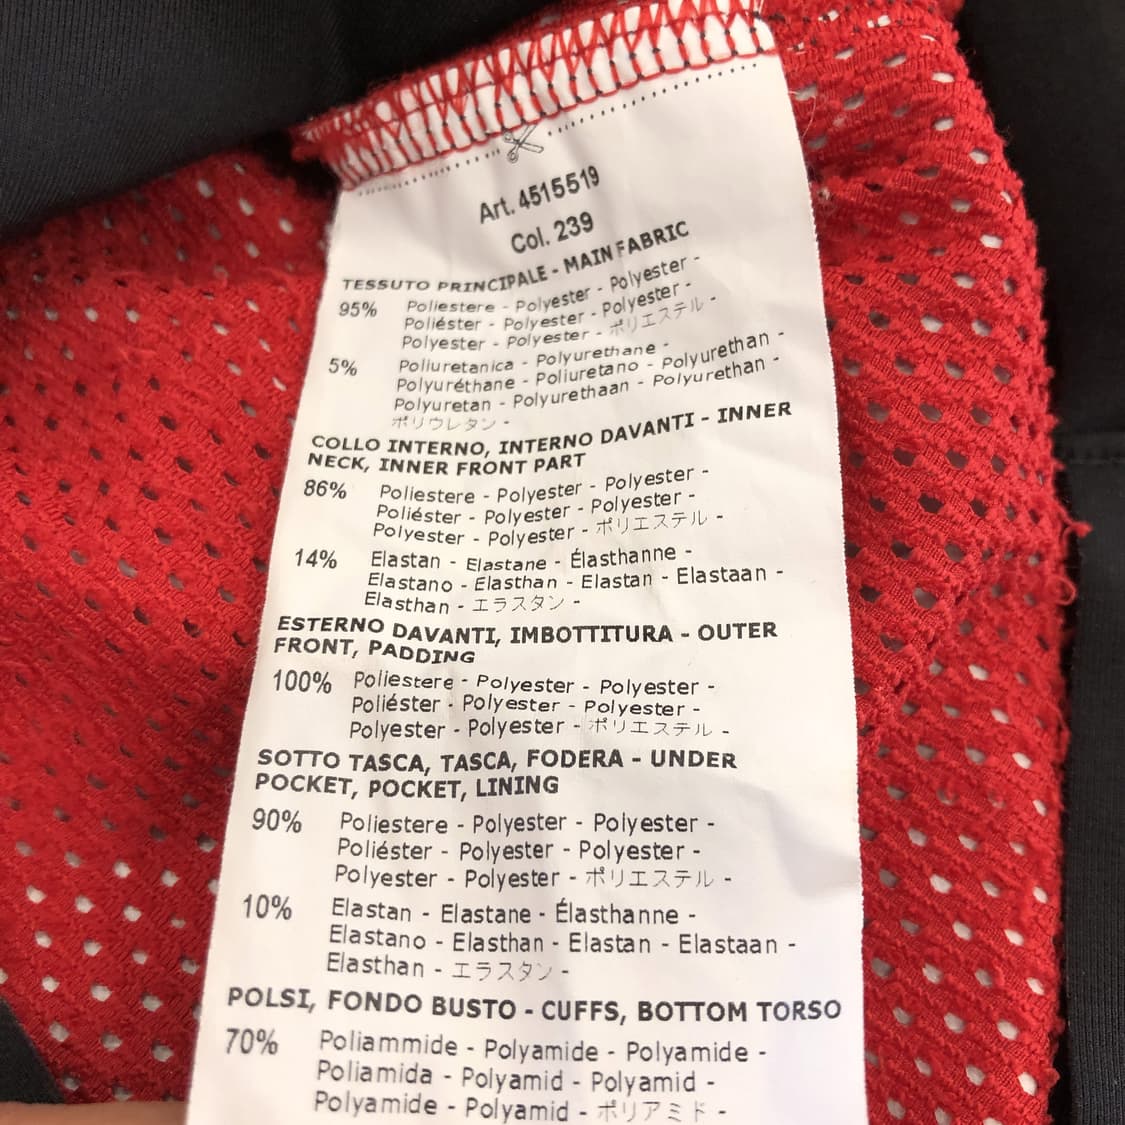 Art. 4515519
Col. 239
TESSUTO PRINCIPALE - MAIN FABRIC
95% Poliestere - Polyester - Polyester -
Poliéster - Polyester - Polyester -
Polyester - Polyester - ポリエステル -
5% Poliuretanica - Polyurethane -
Polyuréthane - Poliuretano - Polyurethan -
Polyuretan - Polyurethaan - Polyurethan -
ポリウレタン -
COLLO INTERNO, INTERNO DAVANTI - INNER
NECK, INNER FRONT PART
86% Poliestere - Polyester - Polyester -
Poliéster - Polyester - Polyester -
Polyester - Polyester - ポリエステル -
14% Elastan - Elastane - Élasthanne -
Elastano - Elasthan - Elastan - Elastaan -
Elasthan - エラスタン -
ESTERNO DAVANTI, IMBOTTITURA - OUTER
FRONT, PADDING
100% Poliestere - Polyester - Polyester -
Poliéster - Polyester - Polyester -
Polyester - Polyester - ポリエステル -
SOTTO TASCA, TASCA, FODERA - UNDER
POCKET, POCKET, LINING
90% Poliestere - Polyester - Polyester -
Poliéster - Polyester - Polyester -
Polyester - Polyester - ポリエステル -
10% Elastan - Elastane - Élasthanne -
Elastano - Elasthan - Elastan - Elastaan -
Elasthan - エラスタン -
POLSI, FONDO BUSTO - CUFFS, BOTTOM TORSO
70% Poliammide - Polyamide - Polyamide -
Poliamida - Polyamid - Polyamid -
Polyamide - Polyamid - ポリアミド -